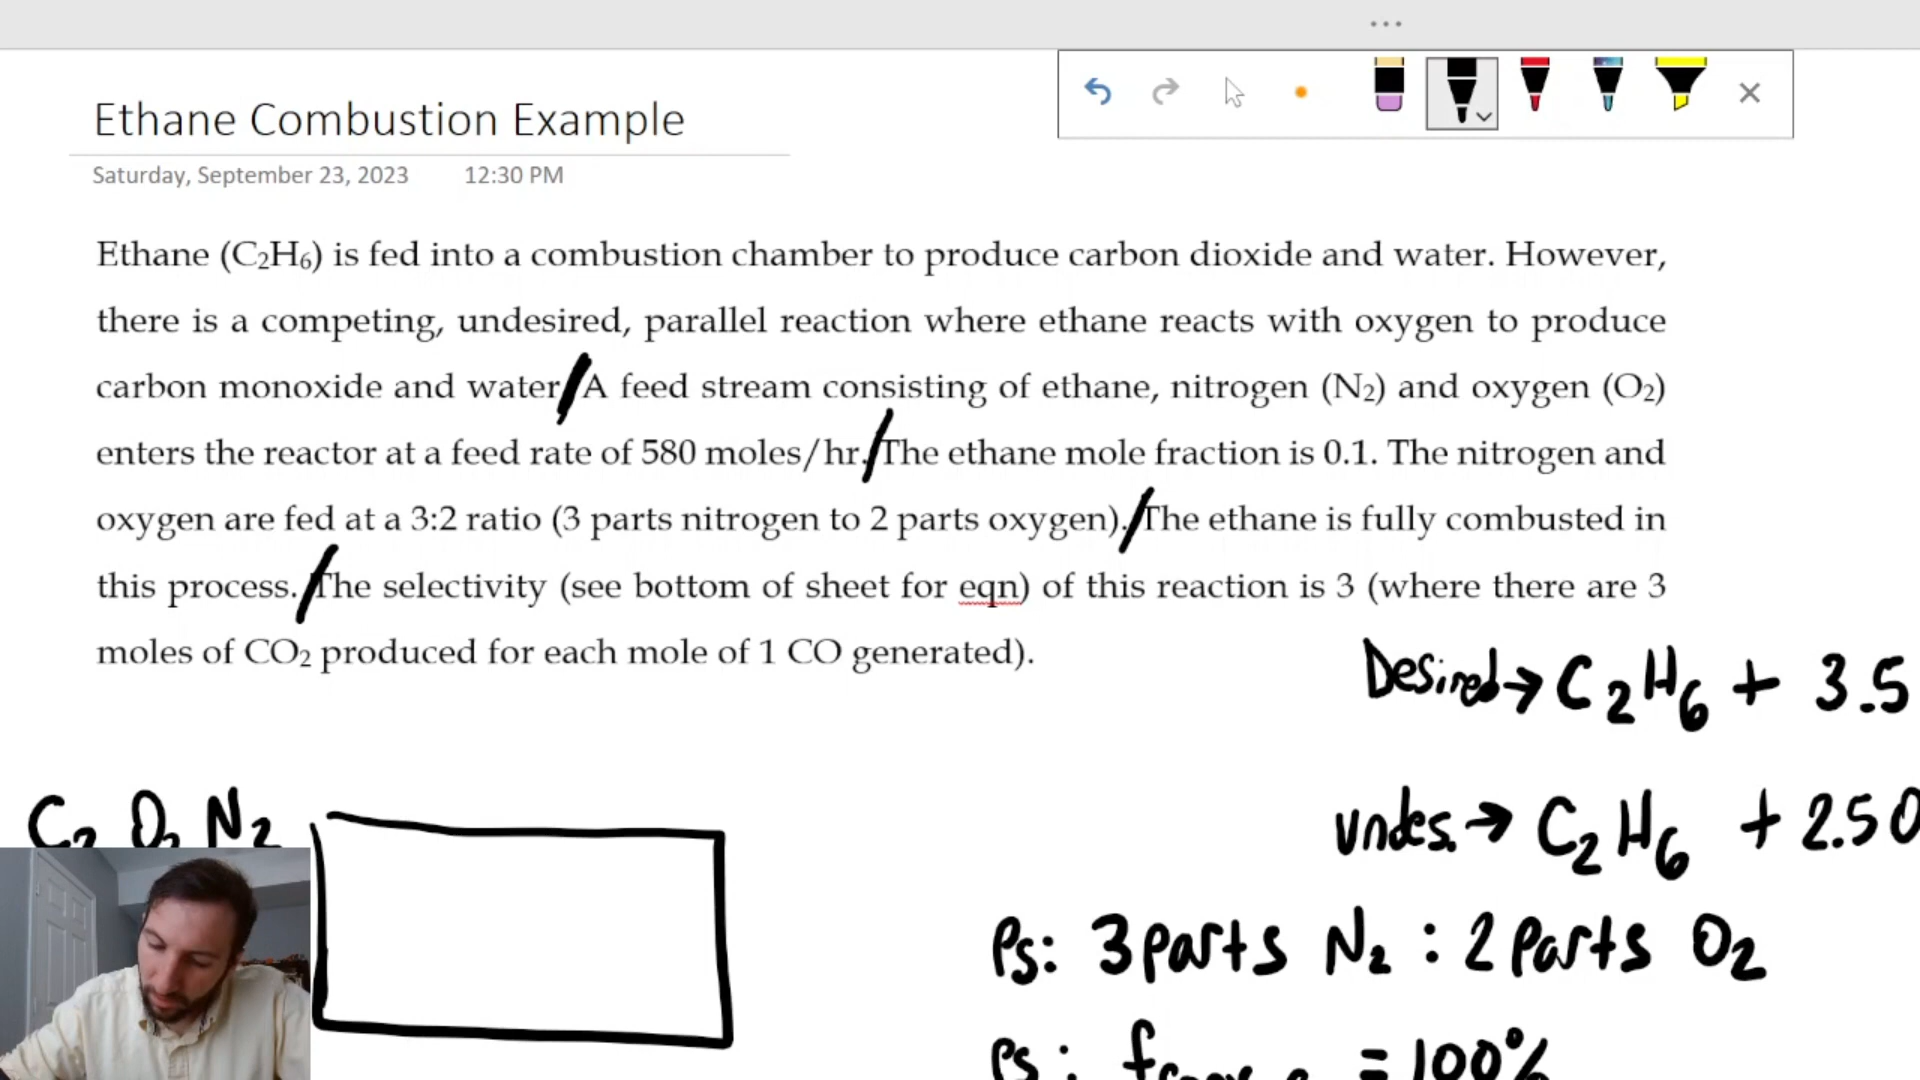 Ethane Combustion Example
Saturday, September 23, 2023 12:30 PM
Ethane (C₂H₆) is fed into a combustion chamber to produce carbon dioxide and water. However,
there is a competing, undesired, parallel reaction where ethane reacts with oxygen to produce
carbon monoxide and water. A feed stream consisting of ethane, nitrogen (N₂) and oxygen (O₂)
enters the reactor at a feed rate of 580 moles/hr. The ethane mole fraction is 0.1. The nitrogen and
oxygen are fed at a 3:2 ratio (3 parts nitrogen to 2 parts oxygen). The ethane is fully combusted in
this process. The selectivity (see bottom of sheet for eqn) of this reaction is 3 (where there are 3
moles of CO₂ produced for each mole of 1 CO generated).
Desired → C₂H₆ + 3.5
undes. → C₂H₆ + 2.5O
C₂ O₂ N₂
Ps: 3 parts N₂ : 2 parts O₂
Ps: = 100%